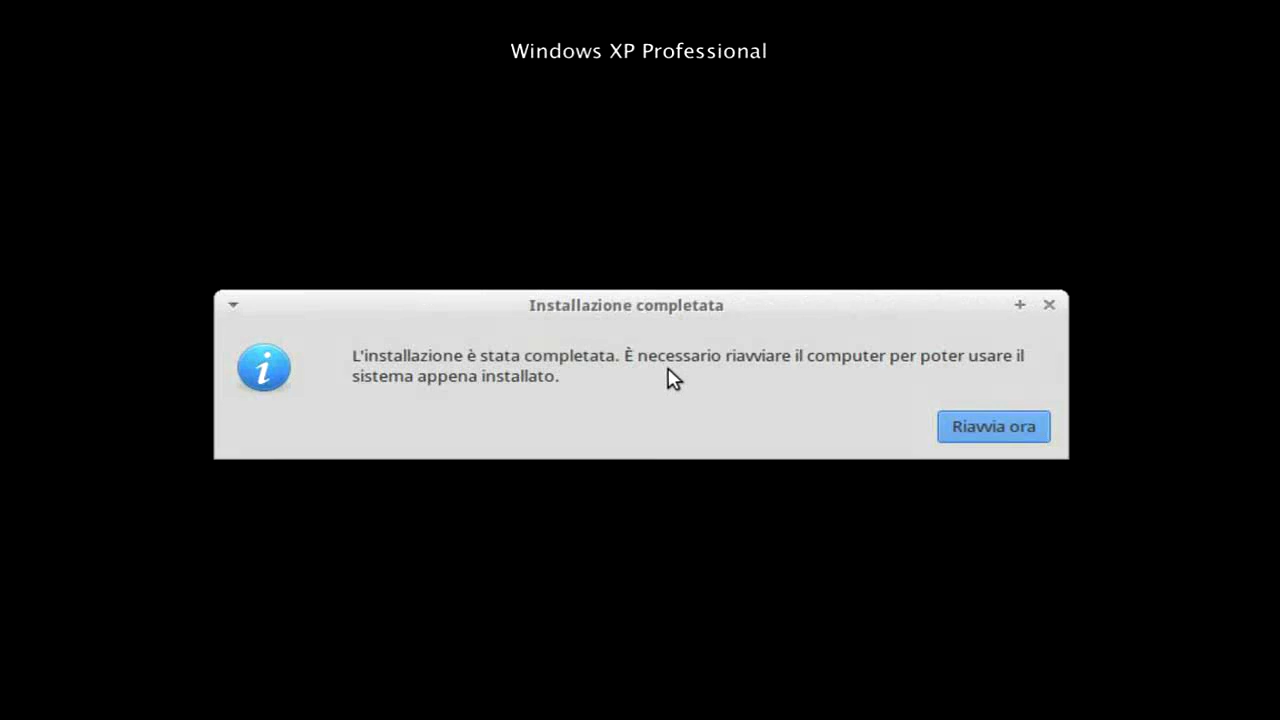 Windows XP Professional
Installazione completata
L'installazione è stata completata. È necessario riavviare il computer per poter usare il
sistema appena installato.
Riavvia ora